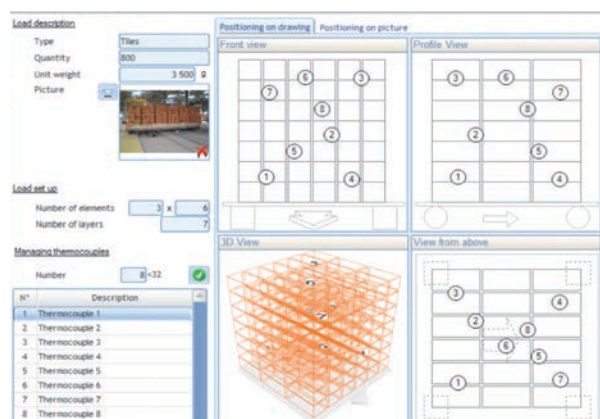 Load description
Type Tiles
Quantity 800
Unit weight 3 500 g
Picture
Load set up
Number of elements 3 x 6
Number of layers 7
Managing thermocouples
Number 8 <32
N° Description
1 Thermocouple 1
2 Thermocouple 2
3 Thermocouple 3
4 Thermocouple 4
5 Thermocouple 5
6 Thermocouple 6
7 Thermocouple 7
8 Thermocouple 8
Positioning on drawing Positioning on picture
Front view
6 3
7
8
2
5
1 4
Profile View
3 6
7
8
2
5
1 4
3D View
View from above
3
4
2
8
6
5
1 7